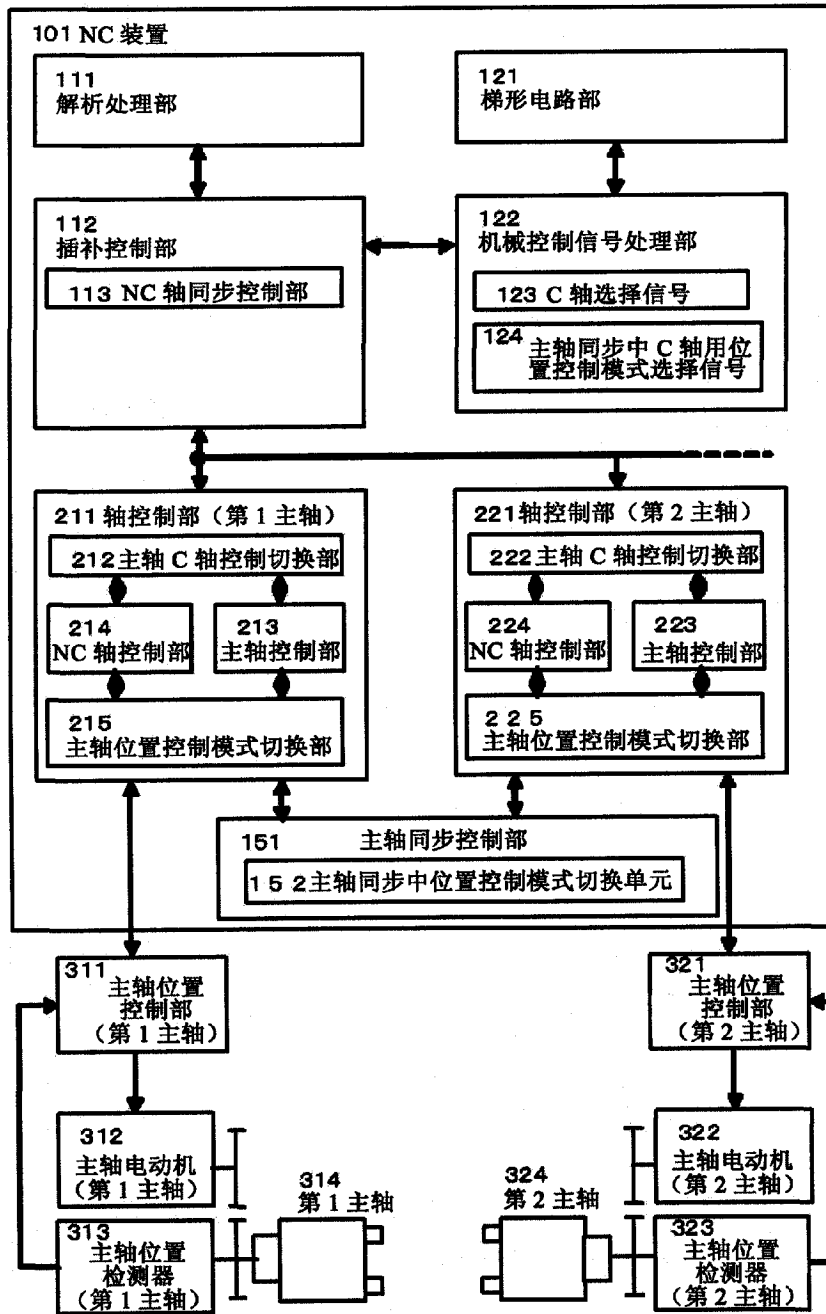 101 NC 装置
111
解析处理部
121
梯形电路部
112
插补控制部
113 NC 轴同步控制部
122
机械控制信号处理部
123 C 轴选择信号
124 主轴同步中 C 轴用位
置控制模式选择信号
211 轴控制部（第 1 主轴）
212 主轴 C 轴控制切换部
214
NC 轴控制部
213
主轴控制部
215
主轴位置控制模式切换部
221 轴控制部（第 2 主轴）
222 主轴 C 轴控制切换部
224
NC 轴控制部
223
主轴控制部
2 2 5
主轴位置控制模式切换部
151 主轴同步控制部
1 5 2 主轴同步中位置控制模式切换单元
311
主轴位置
控制部
（第 1 主轴）
321
主轴位置
控制部
（第 2 主轴）
312
主轴电动机
（第 1 主轴）
322
主轴电动机
（第 2 主轴）
314
第 1 主轴
324
第 2 主轴
313
主轴位置
检测器
（第 1 主轴）
323
主轴位置
检测器
（第 2 主轴）